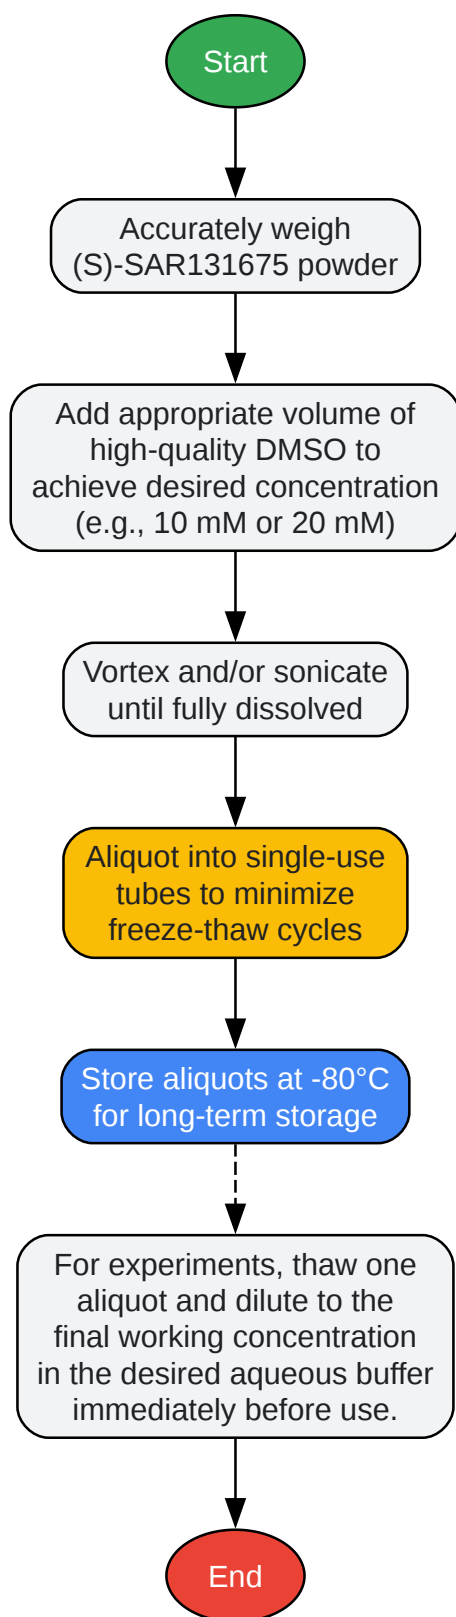 Start
Accurately weigh
(S)-SAR131675 powder
Add appropriate volume of
high-quality DMSO to
achieve desired concentration
(e.g., 10 mM or 20 mM)
Vortex and/or sonicate
until fully dissolved
Aliquot into single-use
tubes to minimize
freeze-thaw cycles
Store aliquots at -80°C
for long-term storage
For experiments, thaw one
aliquot and dilute to the
final working concentration
in the desired aqueous buffer
immediately before use.
End